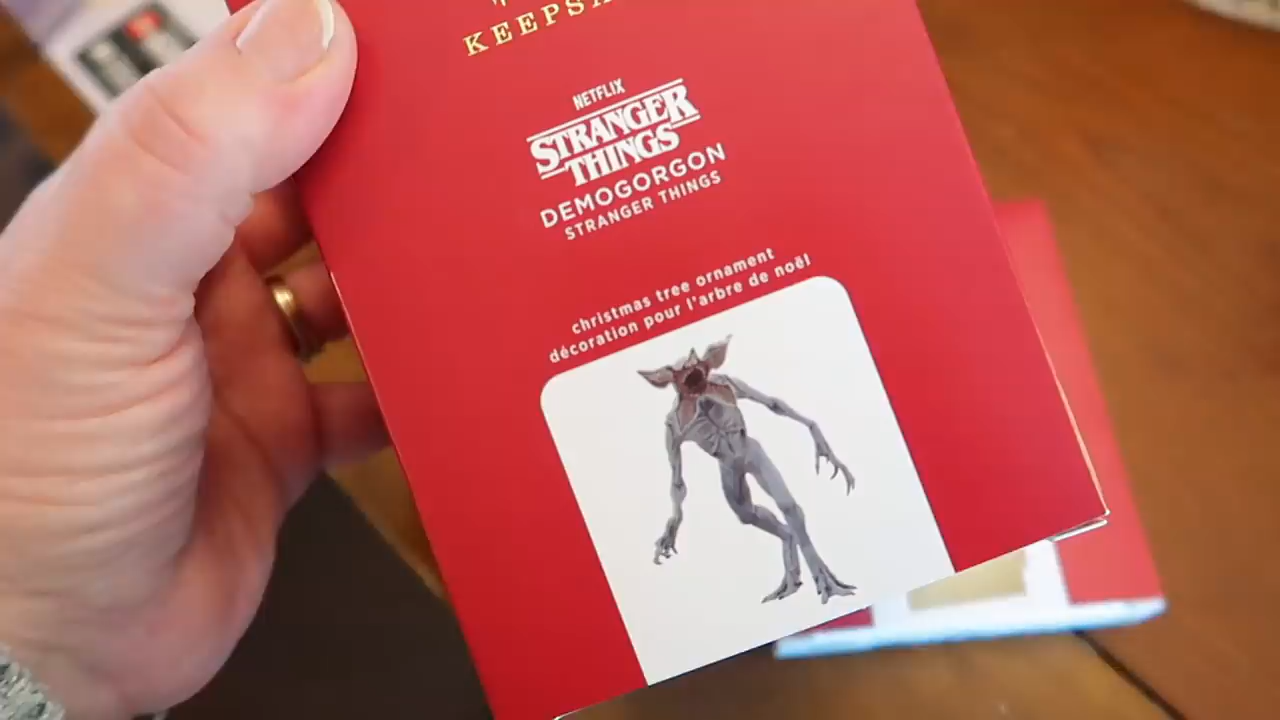 NETFLIX
STRANGER
THINGS
DEMOGORGON
STRANGER THINGS
christmas tree ornament
décoration pour l'arbre de noël